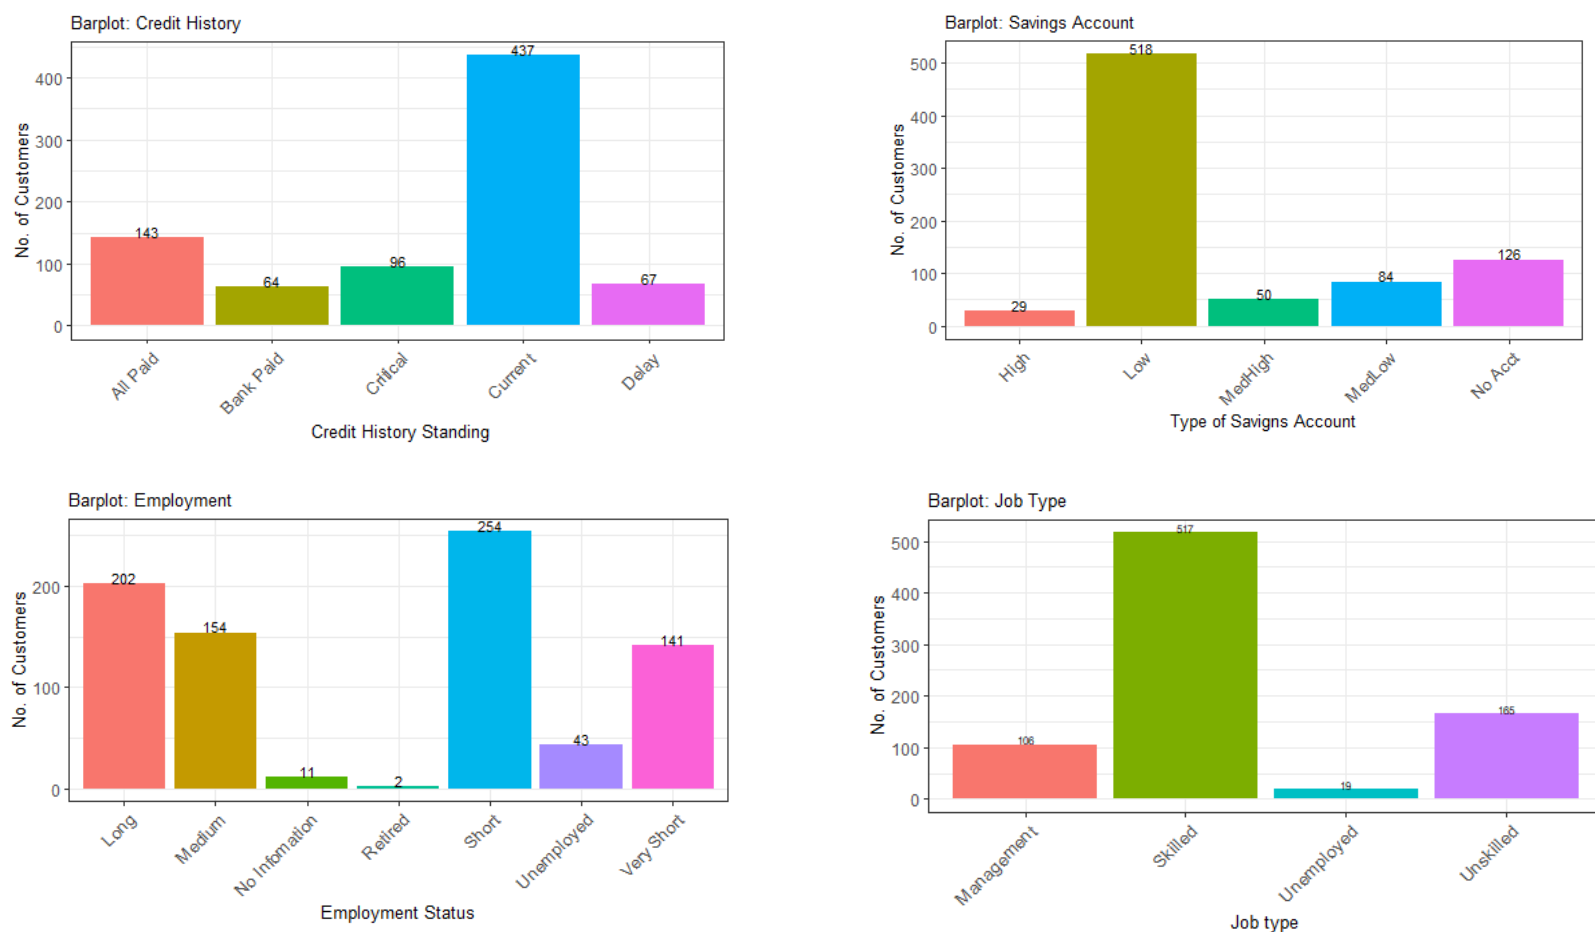 Barplot: Credit History
No. of Customers
400
300
200
100
0
143
64
96
437
67
All Paid
Bank Paid
Critical
Current
Delay
Credit History Standing
Barplot: Savings Account
No. of Customers
500
400
300
200
100
0
29
518
50
84
126
High
Low
MedHigh
MedLow
No Acct
Type of Savigns Account
Barplot: Employment
No. of Customers
200
100
0
202
154
11
2
254
43
141
Long
Medium
No Infomation
Retired
Short
Unemployed
Very Short
Employment Status
Barplot: Job Type
No. of Customers
500
400
300
200
100
0
106
517
19
165
Management
Skilled
Unemployed
Unskilled
Job type